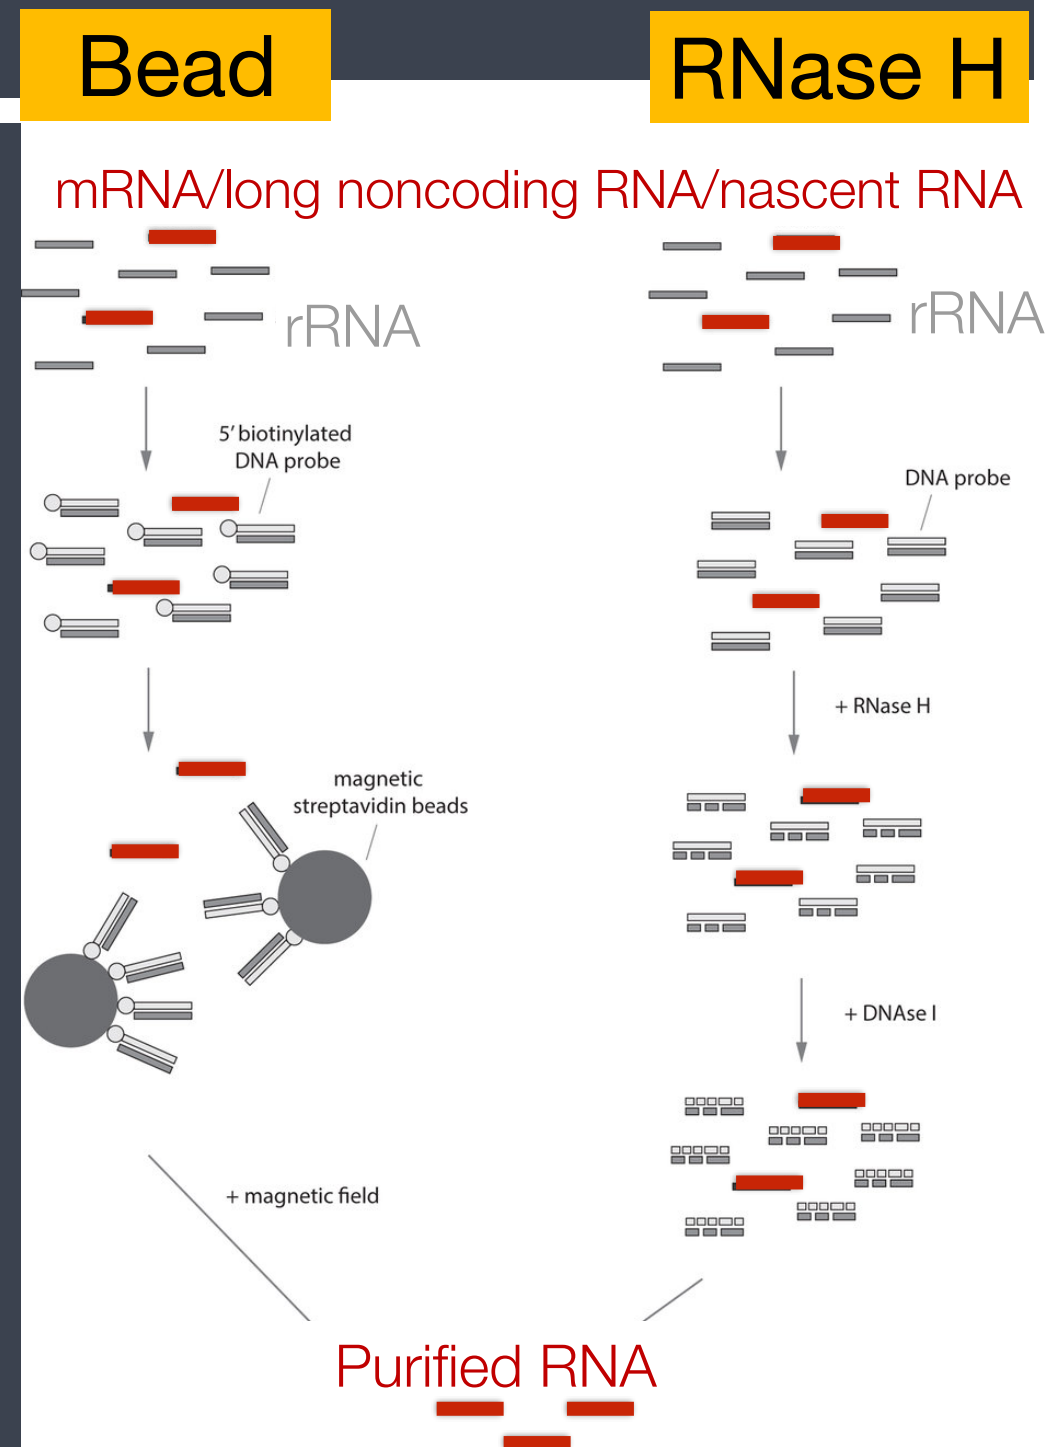 Bead
RNase H
mRNA/long noncoding RNA/nascent RNA
rRNA
rRNA
5' biotinylated
DNA probe
DNA probe
+ RNase H
magnetic
streptavidin beads
+ DNAse I
+ magnetic field
Purified RNA